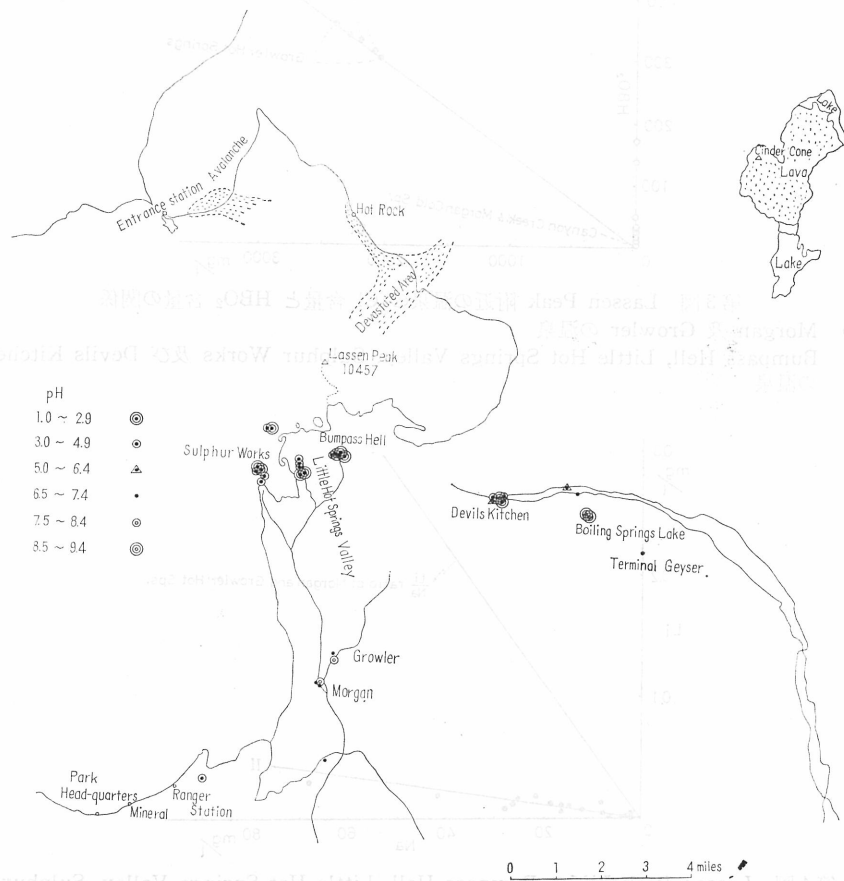 Lake
Cinder Cone
Lava
Lake
Entrance station
Avalanche
Hot Rock
Devastated Area
Lassen Peak
10457
pH
1.0 ~ 2.9
3.0 ~ 4.9
5.0 ~ 6.4
6.5 ~ 7.4
7.5 ~ 8.4
8.5 ~ 9.4
Sulphur Works
Bumpass Hell
Little Hot Springs Valley
Devils Kitchen
Boiling Springs Lake
Terminal Geyser.
Growler
Morgan
Park
Head-quarters
Mineral
Ranger
Station
0 1 2 3 4 miles